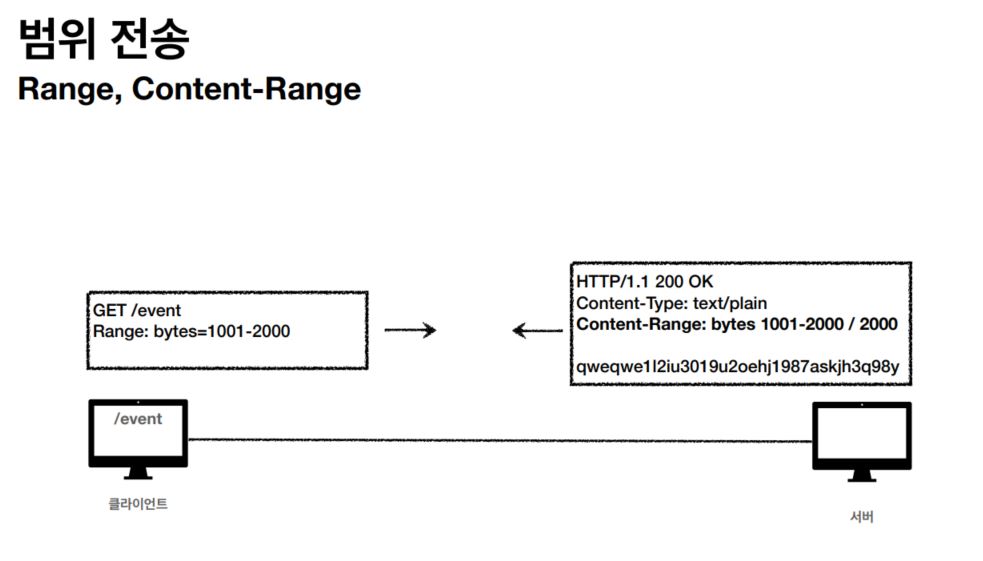 범위 전송
Range, Content-Range
GET /event
Range: bytes=1001-2000
HTTP/1.1 200 OK
Content-Type: text/plain
Content-Range: bytes 1001-2000 / 2000
qweqwe1l2iu3019u2oehj1987askjh3q98y
/event
클라이언트
서버